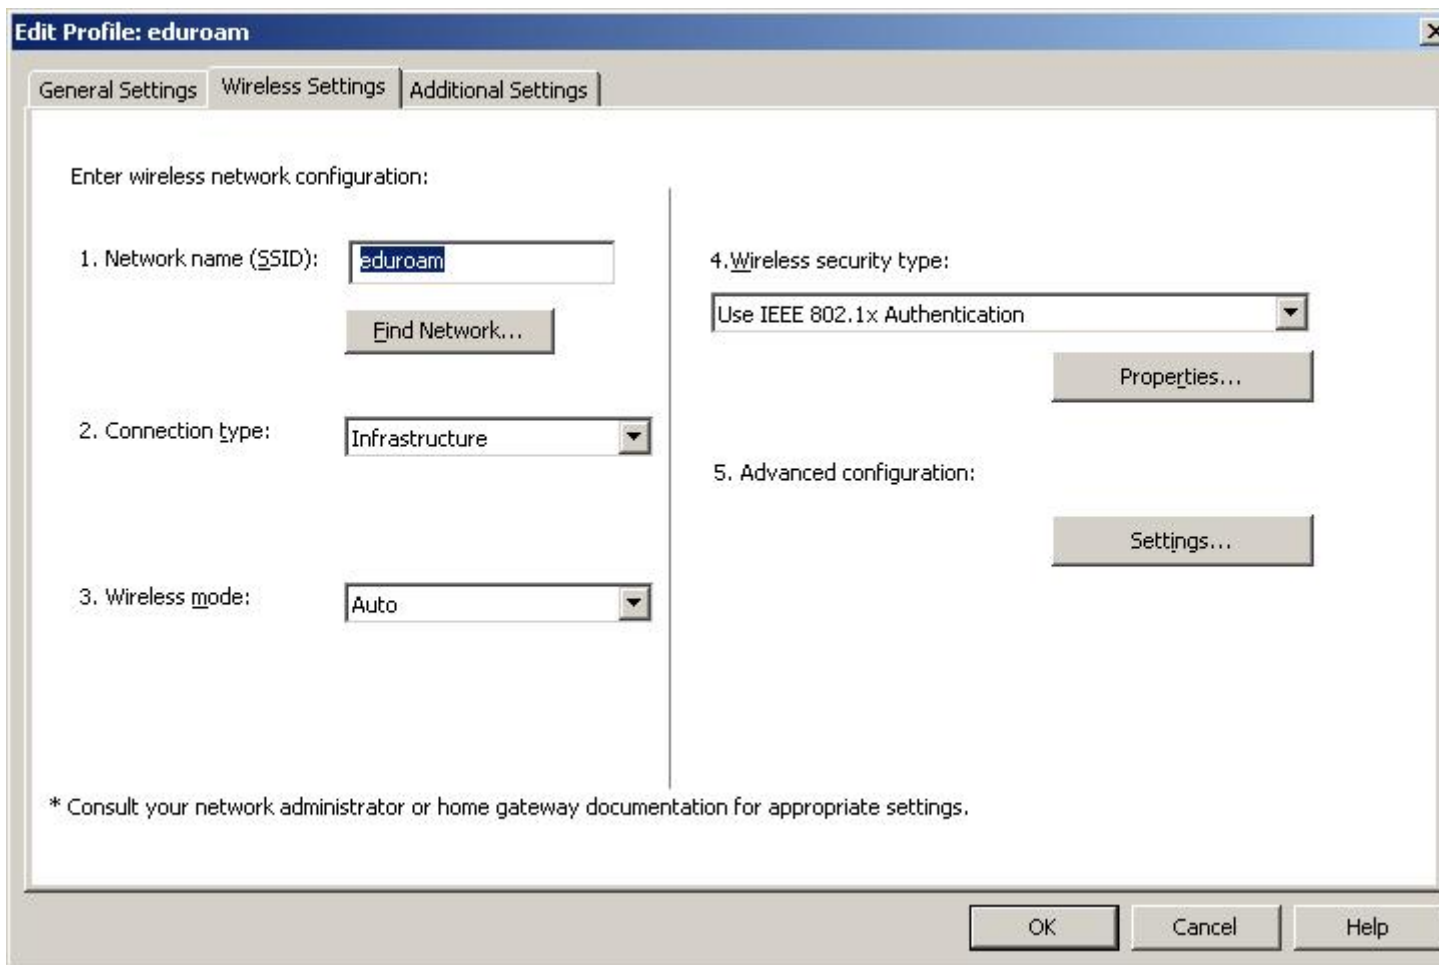 Edit Profile: eduroam
General Settings Wireless Settings Additional Settings
Enter wireless network configuration:
1. Network name (SSID): eduroam
Find Network...
2. Connection type: Infrastructure
3. Wireless mode: Auto
4.Wireless security type:
Use IEEE 802.1x Authentication
Properties...
5. Advanced configuration:
Settings...
* Consult your network administrator or home gateway documentation for appropriate settings.
OK Cancel Help